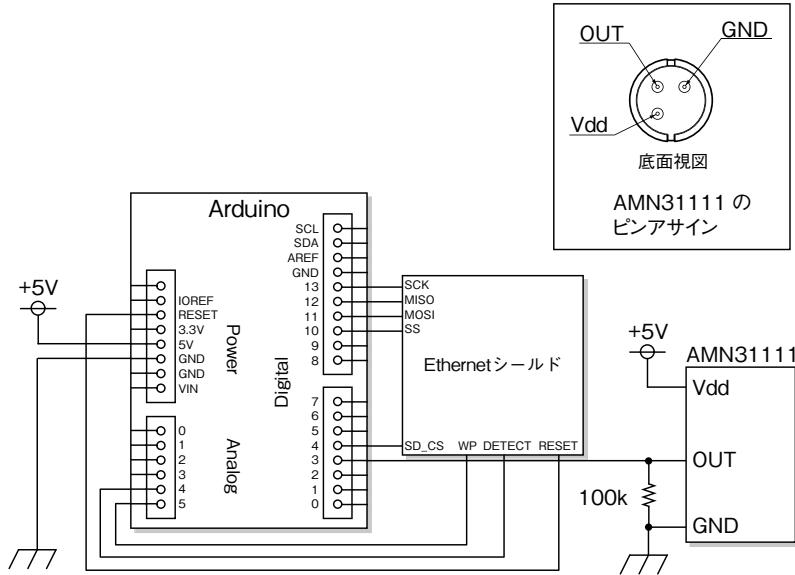 OUT
GND
Vdd
底面視図
AMN31111 の
ピンアサイン
Arduino
SCL
SDA
AREF
GND
13
12
11
10
9
8
IOREF
RESET
3.3V
5V
GND
GND
VIN
Power
Digital
+5V
SCK
MISO
MOSI
SS
Ethernetシールド
SD_CS WP DETECT RESET
7
6
5
4
3
2
1
0
0
1
2
3
4
5
Analog
+5V
AMN31111
Vdd
OUT
100k
GND